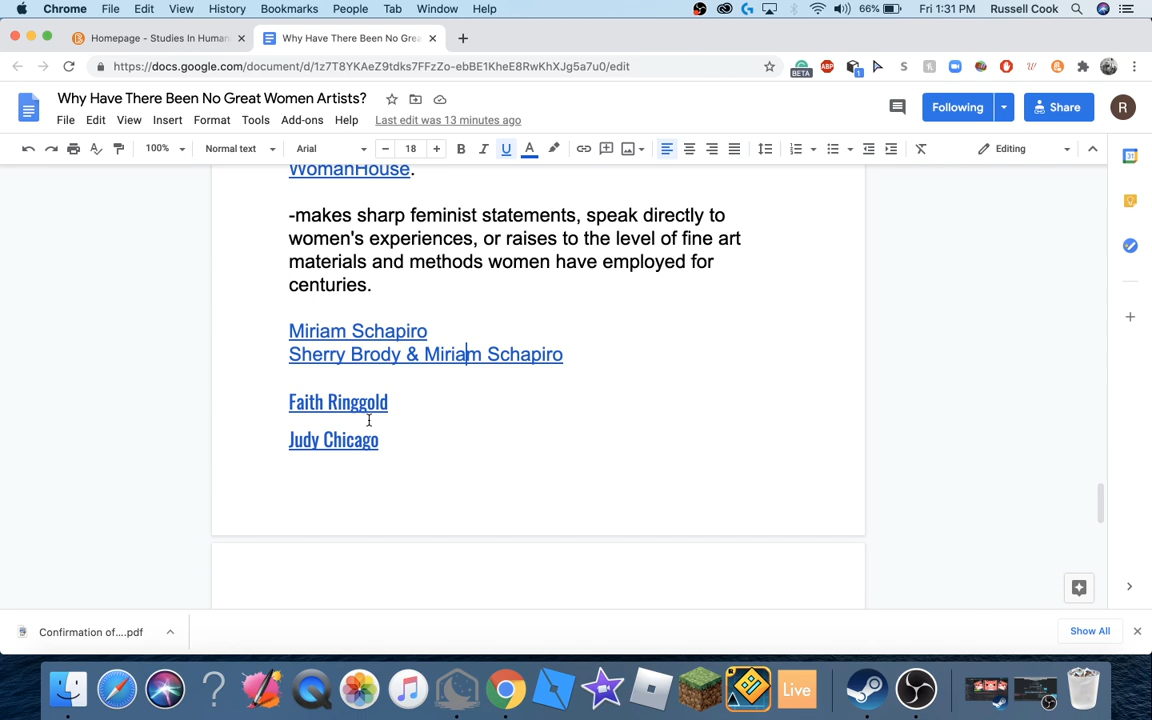 Chrome File Edit View History Bookmarks People Tab Window Help 66% Fri 1:31 PM Russell Cook
Homepage - Studies In Human Why Have There Been No Grea
https://docs.google.com/document/d/1z7T8YKAeZ9tdks7FFzZo-ebBE1KheE8RwKhXJg5a7u0/edit
BETA ABP 1 S
Why Have There Been No Great Women Artists?
Following Share R
File Edit View Insert Format Tools Add-ons Help Last edit was 13 minutes ago
100% Normal text Arial 18 B I U A Editing
31
WomanHouse.
-makes sharp feminist statements, speak directly to
women's experiences, or raises to the level of fine art
materials and methods women have employed for
centuries.
Miriam Schapiro
Sherry Brody & Miriam Schapiro
Faith Ringgold
Judy Chicago
Confirmation of....pdf Show All
Live